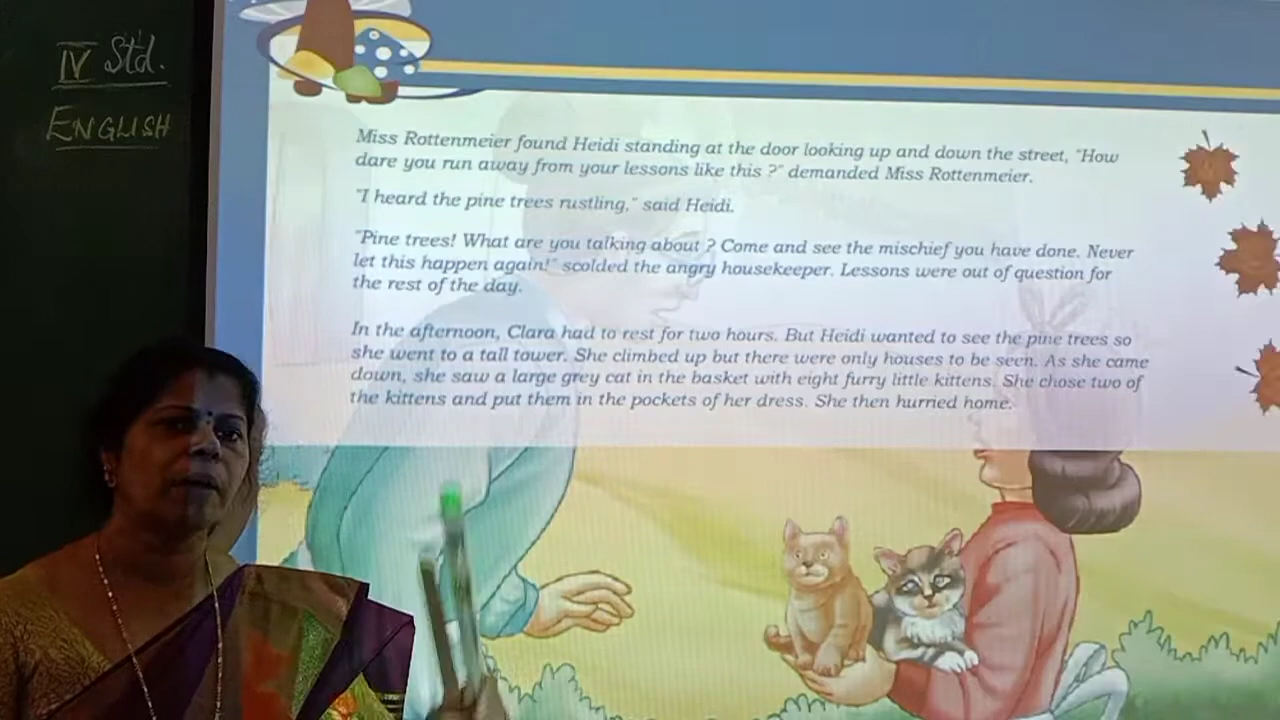 IV Std.
ENGLISH
Miss Rottenmeier found Heidi standing at the door looking up and down the street, "How
dare you run away from your lessons like this ?" demanded Miss Rottenmeier.
"I heard the pine trees rustling," said Heidi.
"Pine trees! What are you talking about ? Come and see the mischief you have done. Never
let this happen again!" scolded the angry housekeeper. Lessons were out of question for
the rest of the day.
In the afternoon, Clara had to rest for two hours. But Heidi wanted to see the pine trees so
she went to a tall tower. She climbed up but there were only houses to be seen. As she came
down, she saw a large grey cat in the basket with eight furry little kittens. She chose two of
the kittens and put them in the pockets of her dress. She then hurried home.